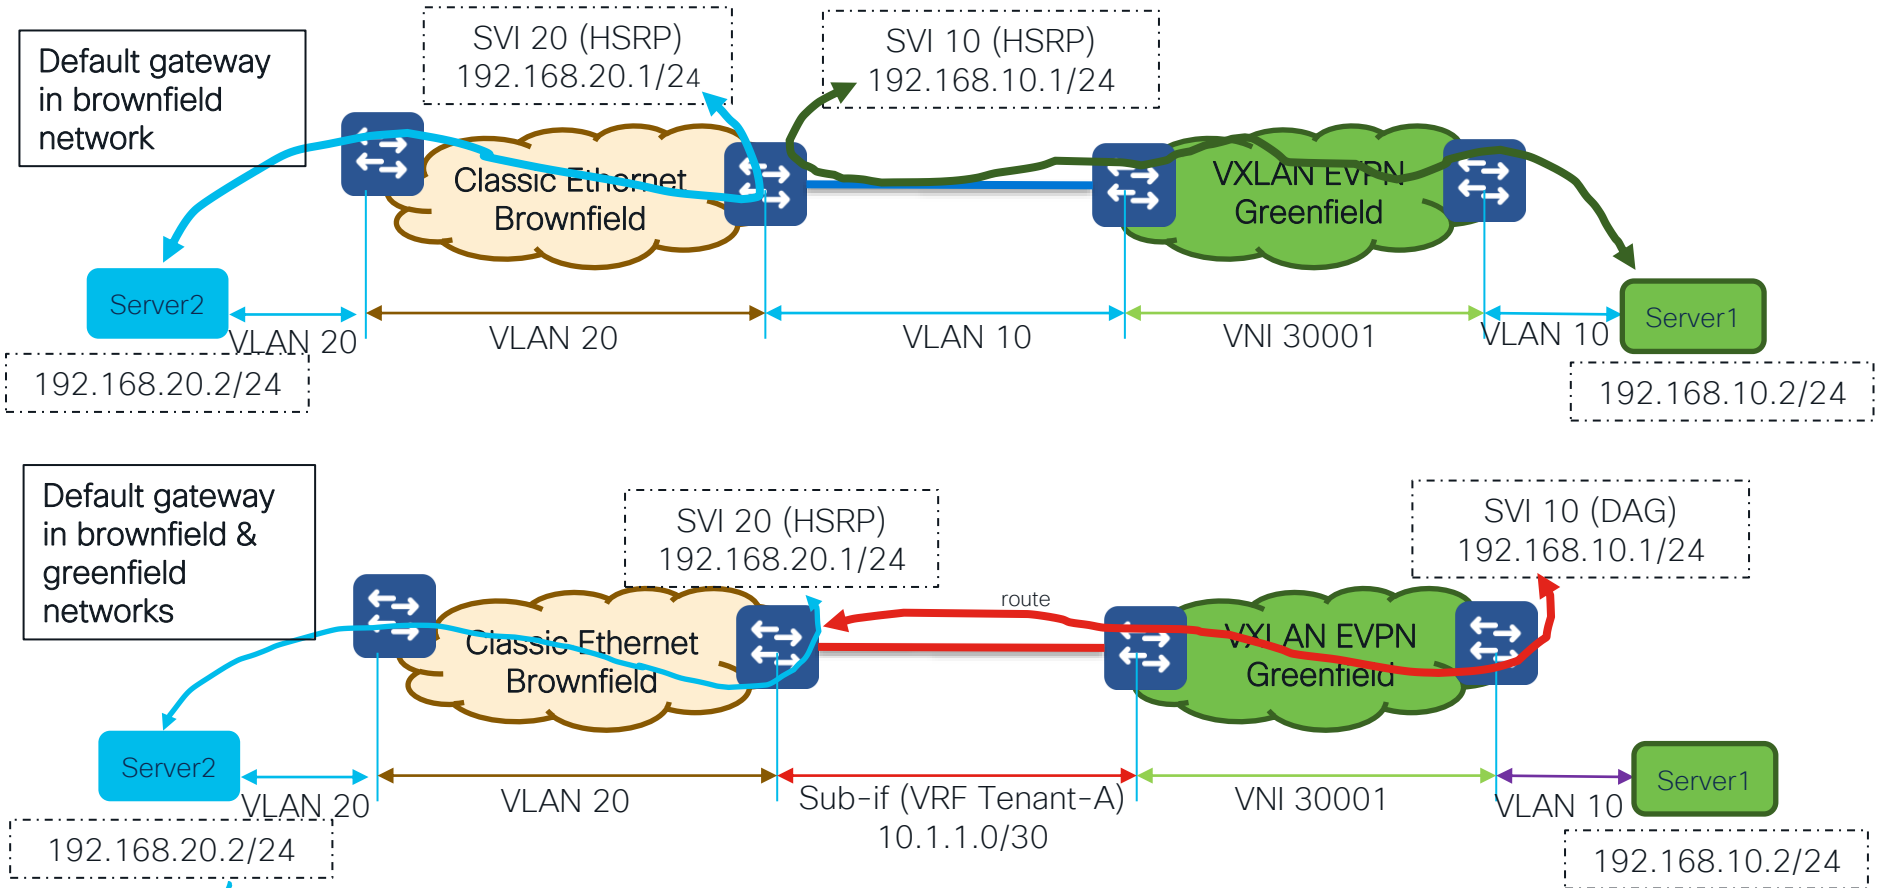 Default gateway
in brownfield
network
SVI 20 (HSRP)
192.168.20.1/24
SVI 10 (HSRP)
192.168.10.1/24
Classic Ethernet
Brownfield
VXLAN EVPN
Greenfield
Server2
VLAN 20
VLAN 20
VLAN 10
VNI 30001
VLAN 10
Server1
192.168.20.2/24
192.168.10.2/24
Default gateway
in brownfield &
greenfield
networks
SVI 20 (HSRP)
192.168.20.1/24
SVI 10 (DAG)
192.168.10.1/24
route
Classic Ethernet
Brownfield
VXLAN EVPN
Greenfield
Server2
VLAN 20
VLAN 20
Sub-if (VRF Tenant-A)
10.1.1.0/30
VNI 30001
VLAN 10
Server1
192.168.20.2/24
192.168.10.2/24